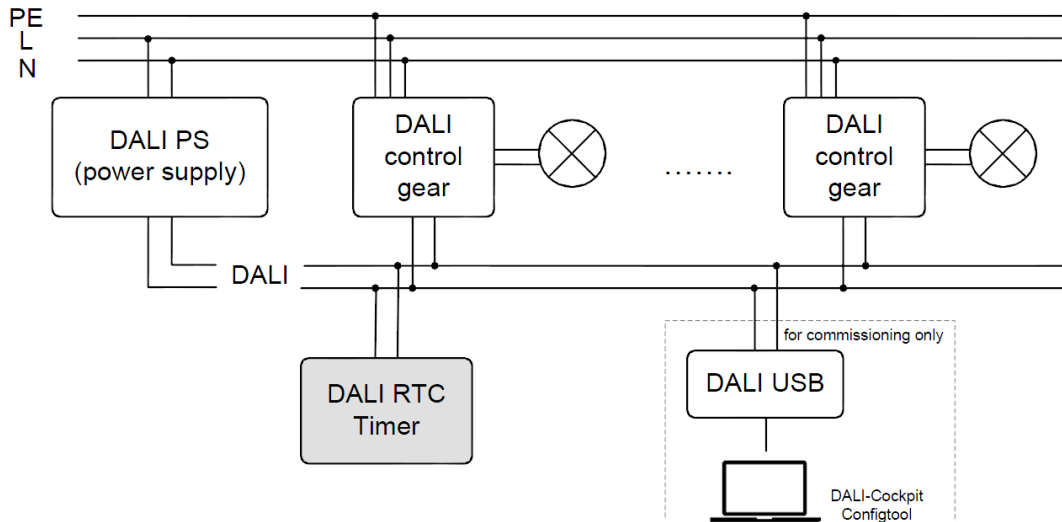 PE
L
N
DALI PS
(power supply)
DALI
control
gear
.......
DALI
control
gear
DALI
for commissioning only
DALI RTC
Timer
DALI USB
DALI-Cockpit
Configtool